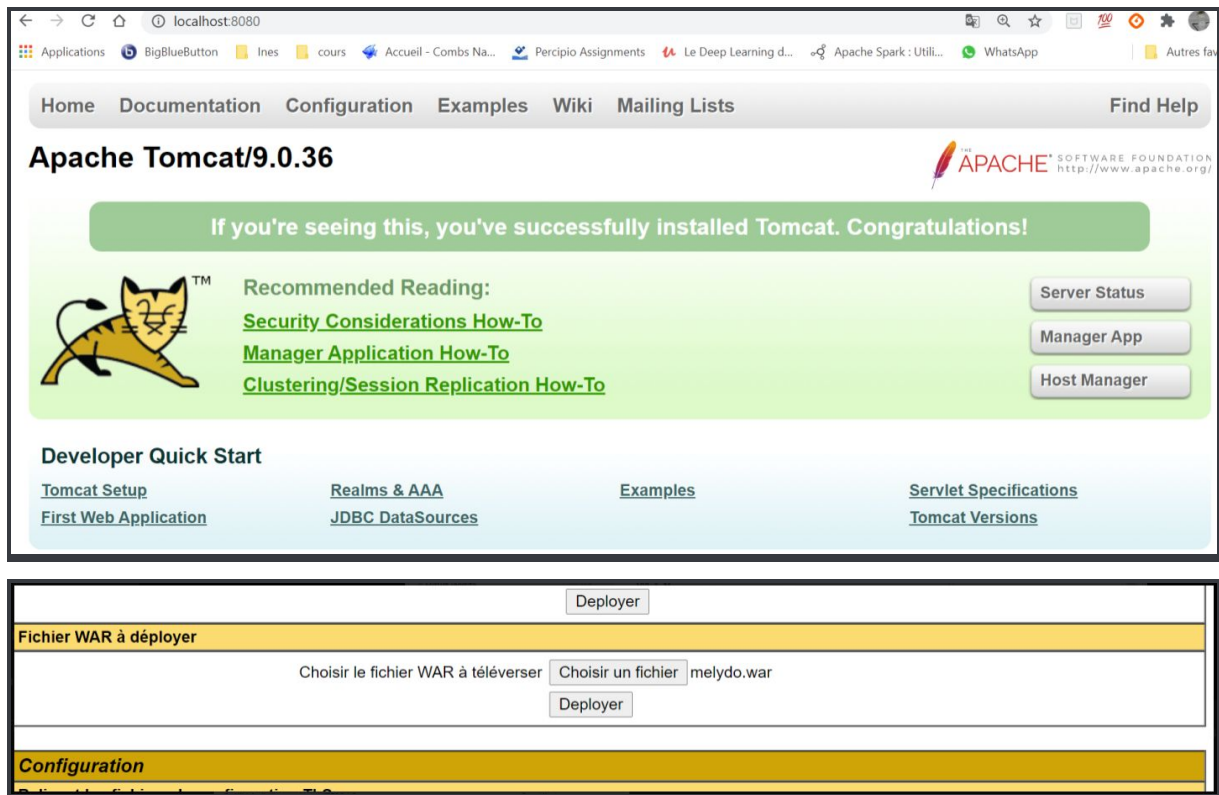 localhost:8080
Applications BigBlueButton Ines cours Accueil - Combs Na... Percipio Assignments Le Deep Learning d... Apache Spark : Utili... WhatsApp Autres fav
Home Documentation Configuration Examples Wiki Mailing Lists Find Help
Apache Tomcat/9.0.36
THE APACHE® SOFTWARE FOUNDATION
http://www.apache.org/
If you're seeing this, you've successfully installed Tomcat. Congratulations!
TM
Recommended Reading:
Security Considerations How-To
Manager Application How-To
Clustering/Session Replication How-To
Server Status
Manager App
Host Manager
Developer Quick Start
Tomcat Setup Realms & AAA Examples Servlet Specifications
First Web Application JDBC DataSources Tomcat Versions
Deployer
Fichier WAR à déployer
Choisir le fichier WAR à téléverser Choisir un fichier melydo.war
Deployer
Configuration